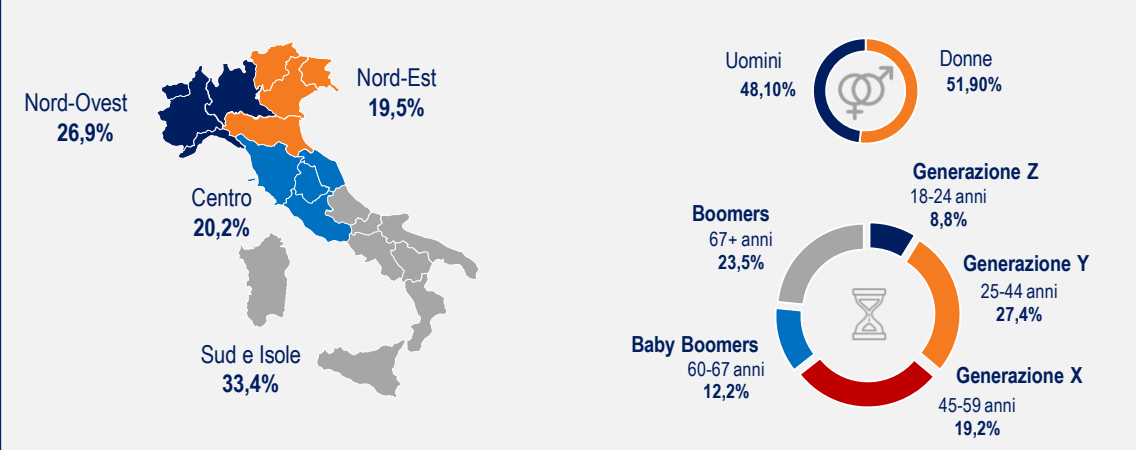 Nord-Ovest
26,9%
Nord-Est
19,5%
Centro
20,2%
Sud e Isole
33,4%
Uomini
48,10%
Donne
51,90%
Generazione Z
18-24 anni
8,8%
Generazione Y
25-44 anni
27,4%
Generazione X
45-59 anni
19,2%
Baby Boomers
60-67 anni
12,2%
Boomers
67+ anni
23,5%